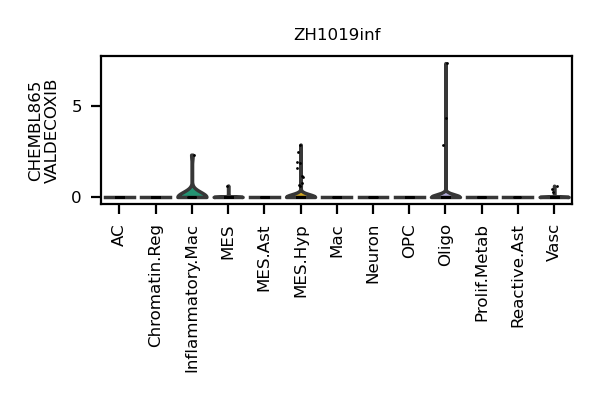 ZH1019inf
CHEMBL865
VALDECOXIB
5
0
AC
Chromatin.Reg
Inflammatory.Mac
MES
MES.Ast
MES.Hyp
Mac
Neuron
OPC
Oligo
Prolif.Metab
Reactive.Ast
Vasc